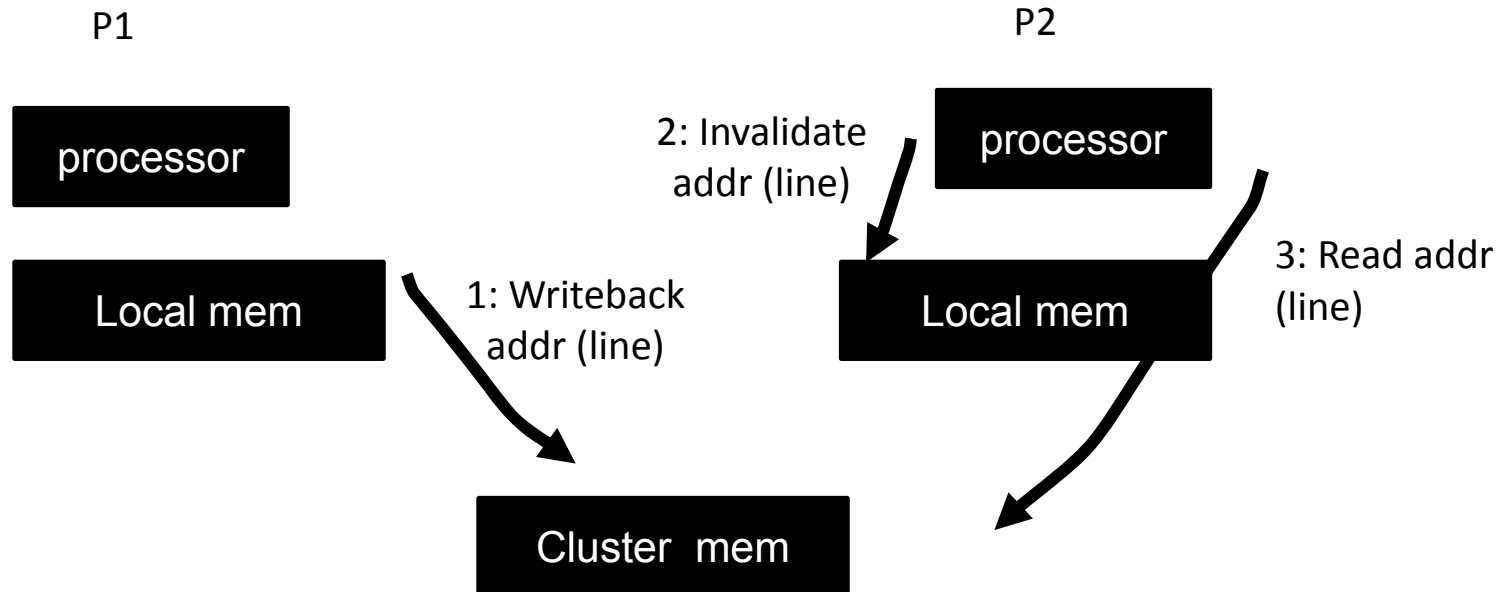 P1
P2
processor
2: Invalidate
addr (line)
processor
Local mem
1: Writeback
addr (line)
Local mem
3: Read addr
(line)
Cluster mem